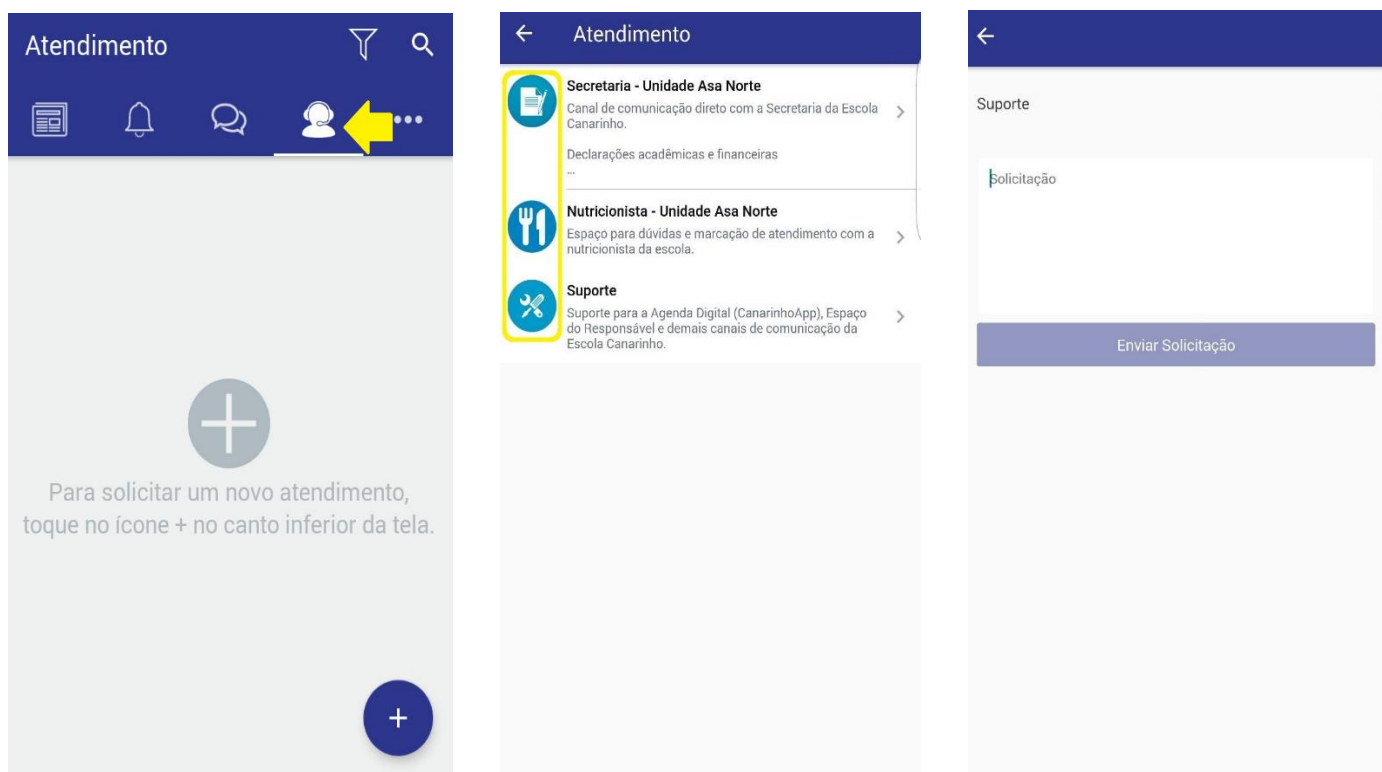 Atendimento
Para solicitar um novo atendimento,
toque no ícone + no canto inferior da tela.
+
Atendimento
Secretaria - Unidade Asa Norte
Canal de comunicação direto com a Secretaria da Escola
Canarinho.
Declarações acadêmicas e financeiras
...
Nutricionista - Unidade Asa Norte
Espaço para dúvidas e marcação de atendimento com a
nutricionista da escola.
Suporte
Suporte para a Agenda Digital (CanarinhoApp), Espaço
do Responsável e demais canais de comunicação da
Escola Canarinho.
Suporte
Solicitação
Enviar Solicitação